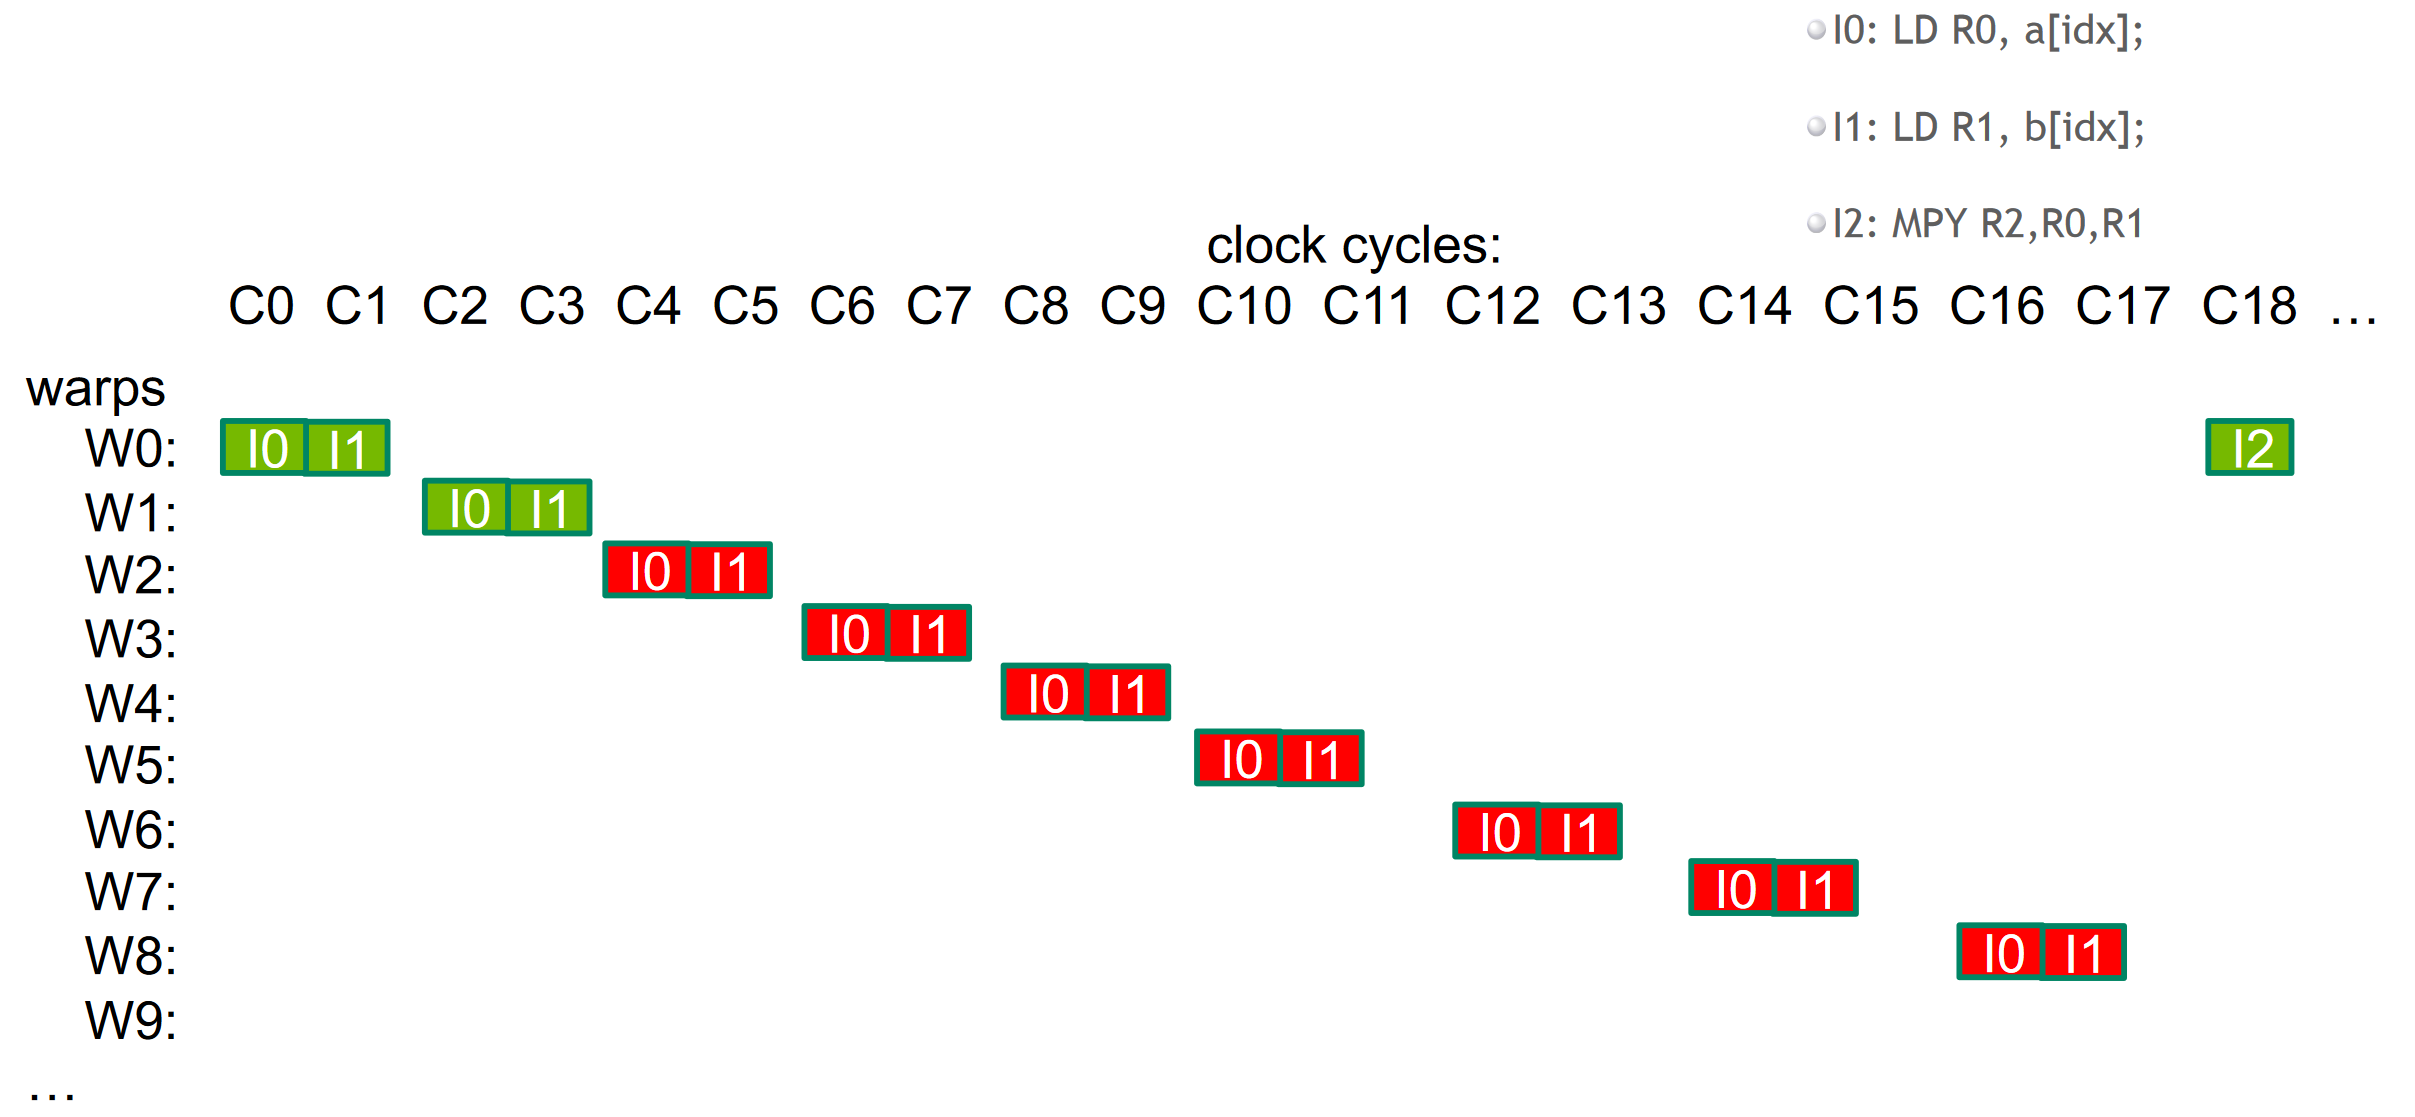 I0: LD R0, a[idx];
I1: LD R1, b[idx];
I2: MPY R2,R0,R1
clock cycles:
C0 C1 C2 C3 C4 C5 C6 C7 C8 C9 C10 C11 C12 C13 C14 C15 C16 C17 C18 ...
warps
W0: I0 I1 I2
W1: I0 I1
W2: I0 I1
W3: I0 I1
W4: I0 I1
W5: I0 I1
W6: I0 I1
W7: I0 I1
W8: I0 I1
W9:
...